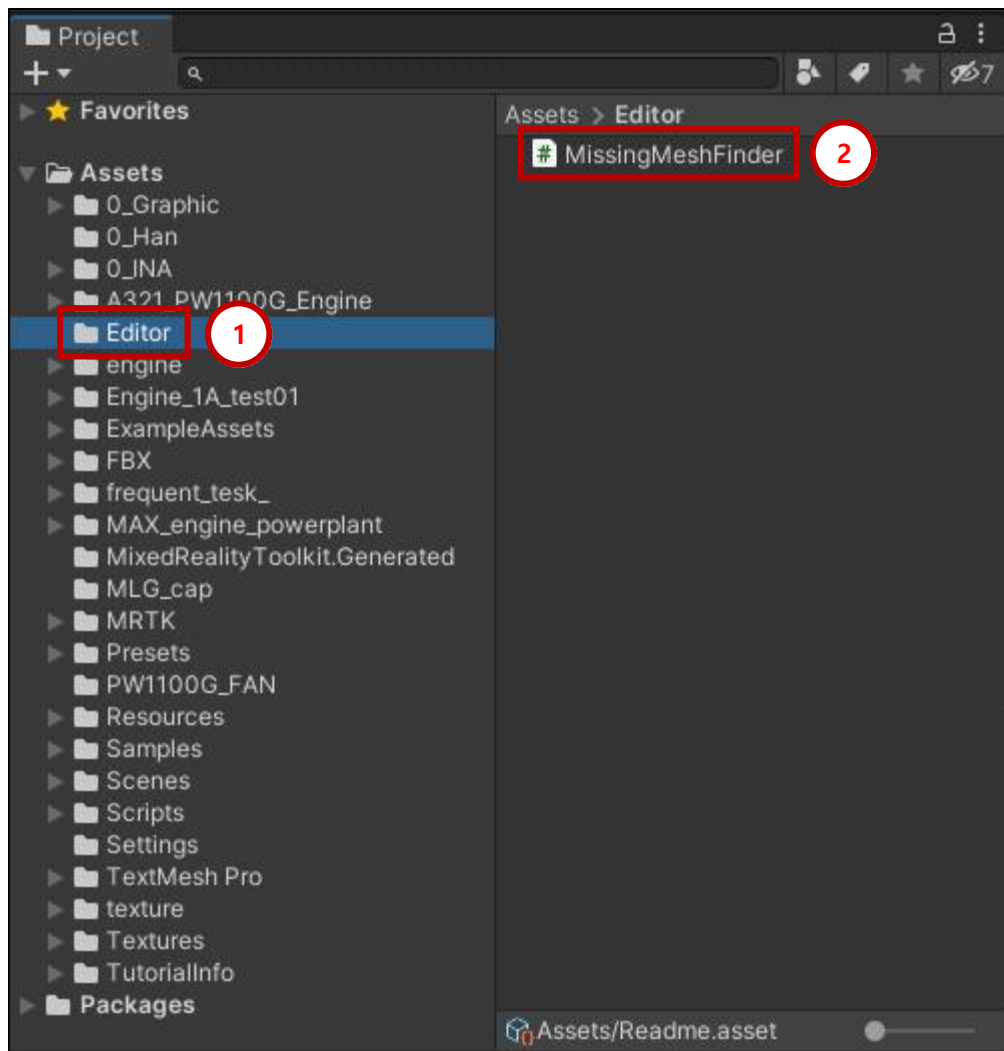 Project
7
Favorites
Assets
0_Graphic
0_Han
0_INA
A321_PW1100G_Engine
Editor
1
engine
Engine_1A_test01
ExampleAssets
FBX
frequent_tesk_
MAX_engine_powerplant
MixedRealityToolkit.Generated
MLG_cap
MRTK
Presets
PW1100G_FAN
Resources
Samples
Scenes
Scripts
Settings
TextMesh Pro
texture
Textures
TutorialInfo
Packages
Assets > Editor
# MissingMeshFinder
2
Assets/Readme.asset